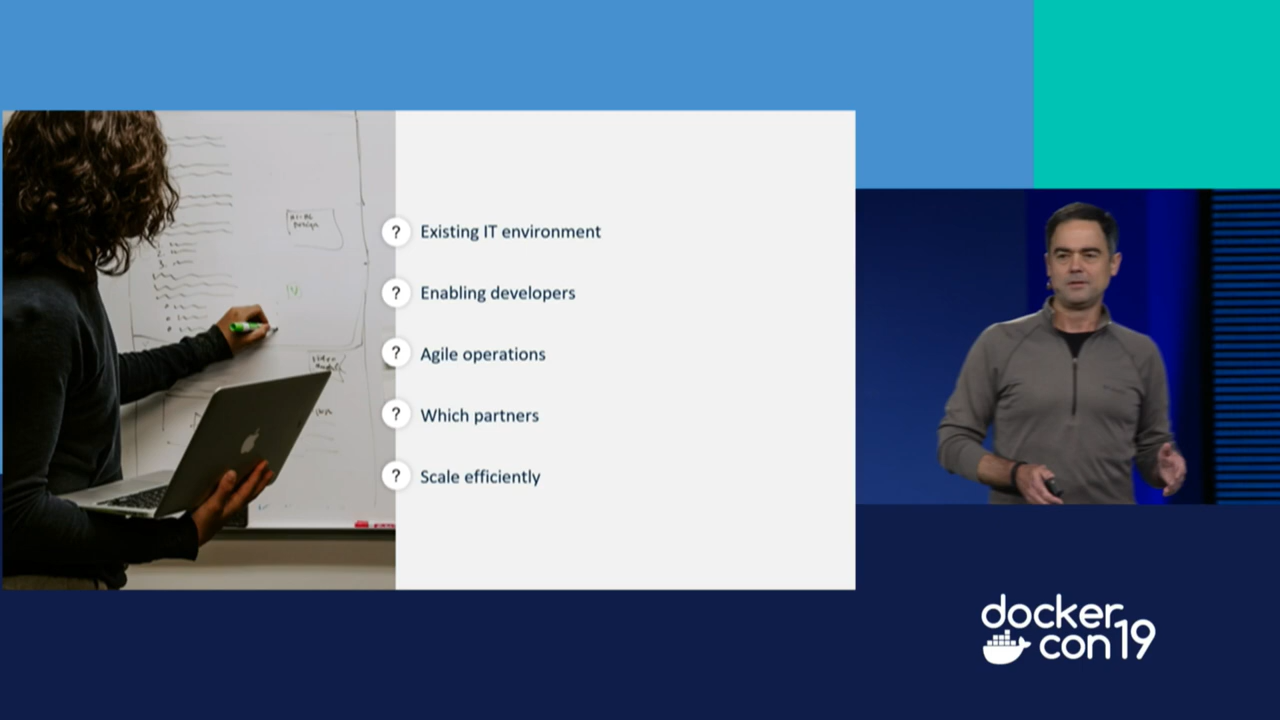 ? Existing IT environment
? Enabling developers
? Agile operations
? Which partners
? Scale efficiently
docker
con19